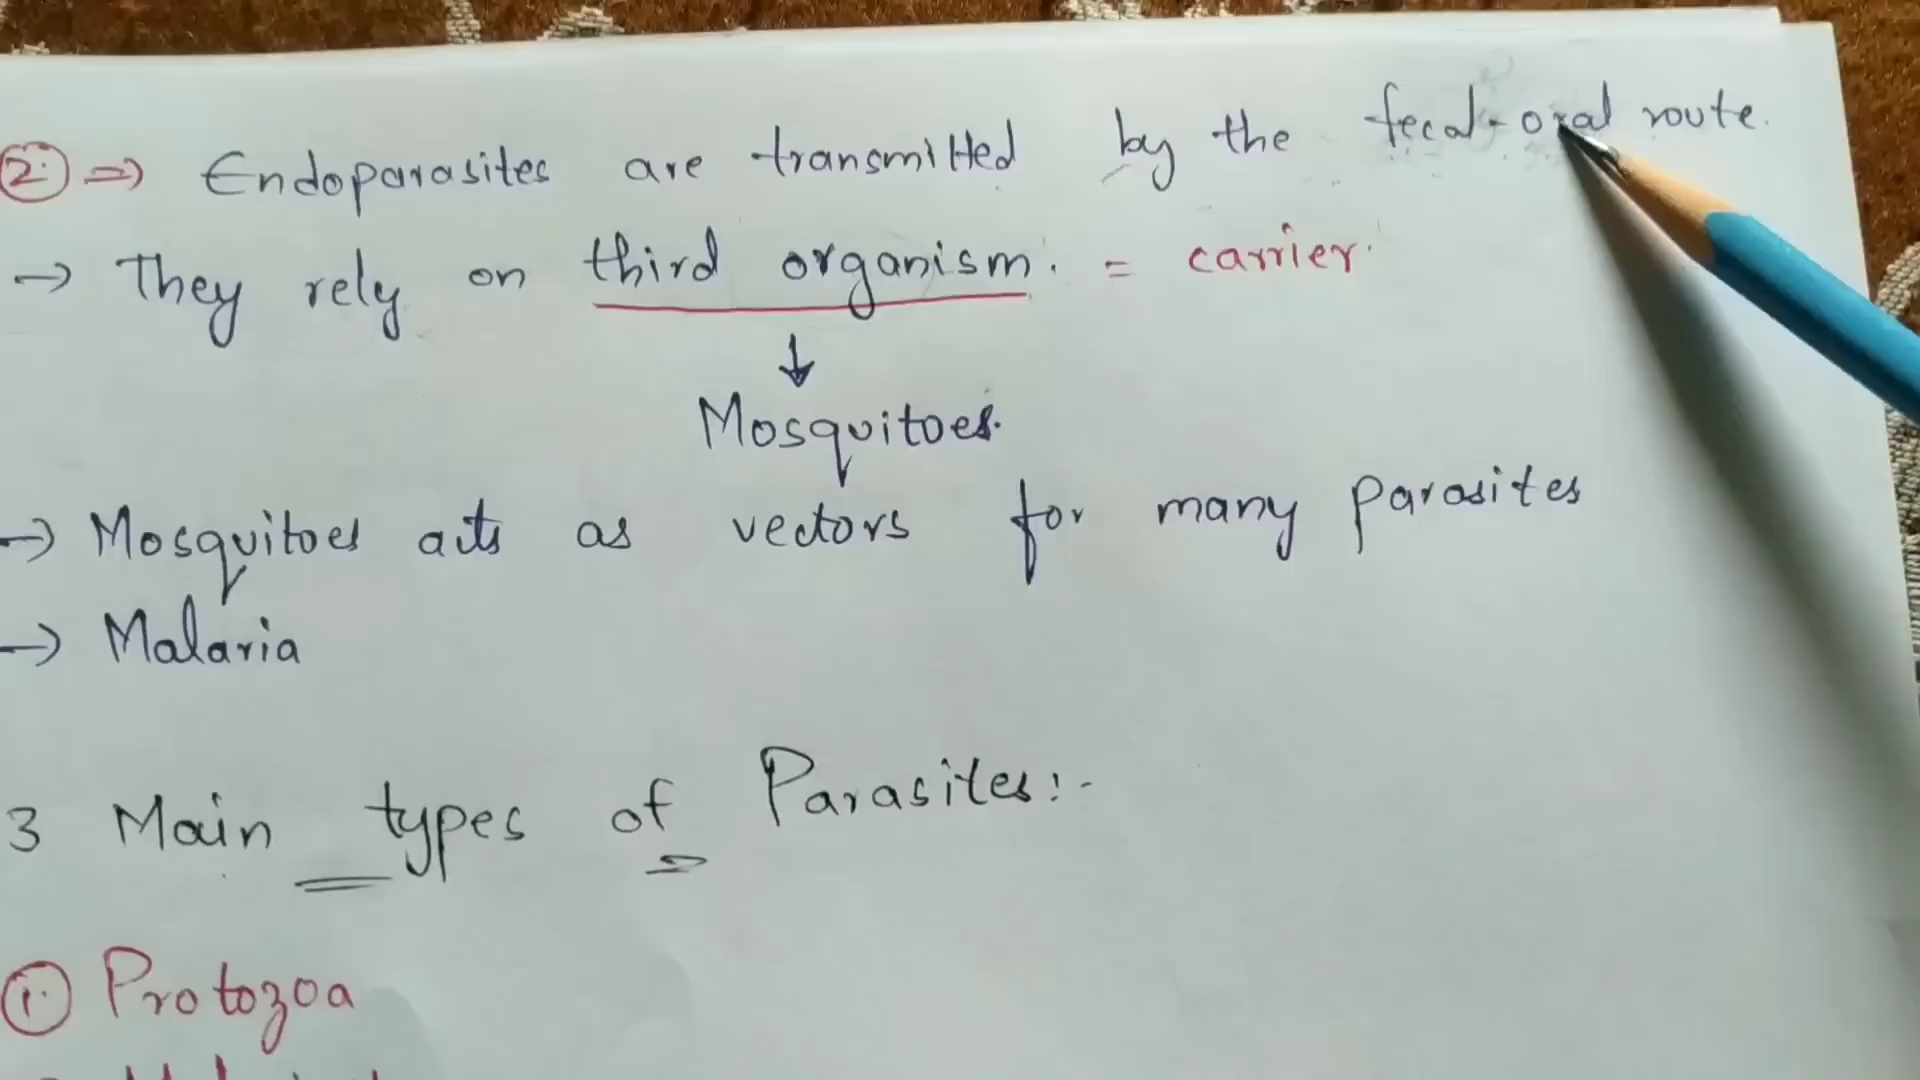 2. => Endoparasites are transmitted by the fecal-oral route.
-> They rely on third organism. = carrier.
↓
Mosquitoes.
-> Mosquitoes acts as vectors for many parasites
-> Malaria
3 Main types of Parasites:-
1. Protozoa